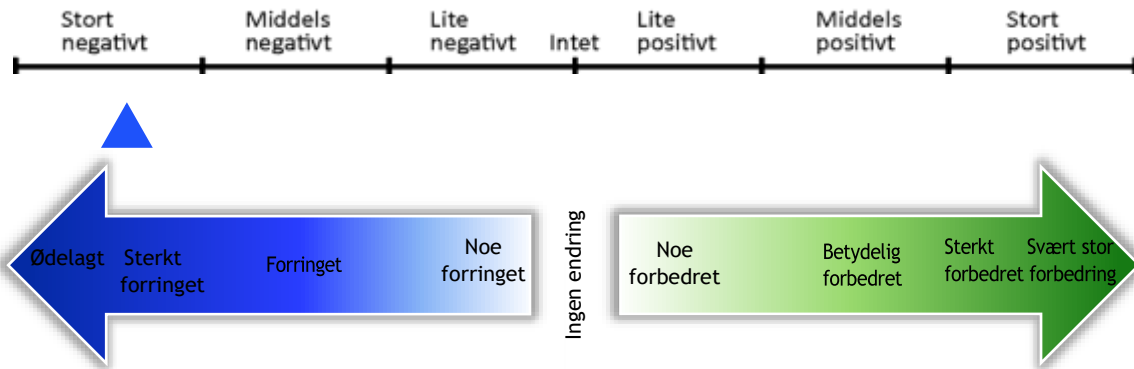 Stort
negativt
Middels
negativt
Lite
negativt
Intet
Lite
positivt
Middels
positivt
Stort
positivt
Ødelagt
Sterkt
forringet
Forringet
Noe
forringet
Ingen endring
Noe
forbedret
Betydelig
forbedret
Sterkt
forbedret
Svært stor
forbedring